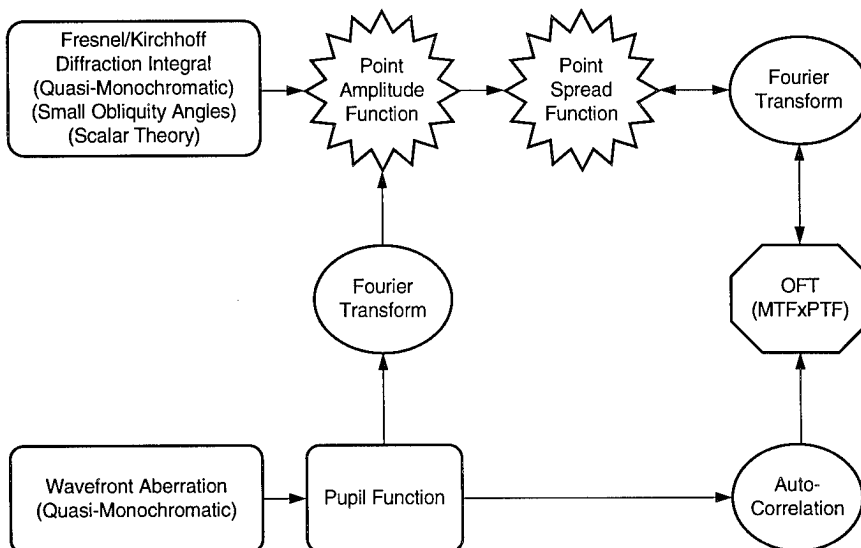 Fresnel/Kirchhoff
Diffraction Integral
(Quasi-Monochromatic)
(Small Obliquity Angles)
(Scalar Theory)
Point
Amplitude
Function
Point
Spread
Function
Fourier
Transform
Fourier
Transform
OFT
(MTFxPTF)
Wavefront Aberration
(Quasi-Monochromatic)
Pupil Function
Auto-
Correlation